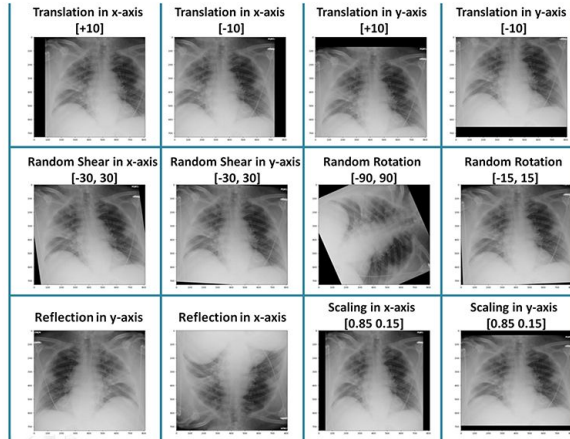 Translation in x-axis
[+10]
Translation in x-axis
[-10]
Translation in y-axis
[+10]
Translation in y-axis
[-10]
Random Shear in x-axis
[-30, 30]
Random Shear in y-axis
[-30, 30]
Random Rotation
[-90, 90]
Random Rotation
[-15, 15]
Reflection in y-axis
Reflection in x-axis
Scaling in x-axis
[0.85 0.15]
Scaling in y-axis
[0.85 0.15]